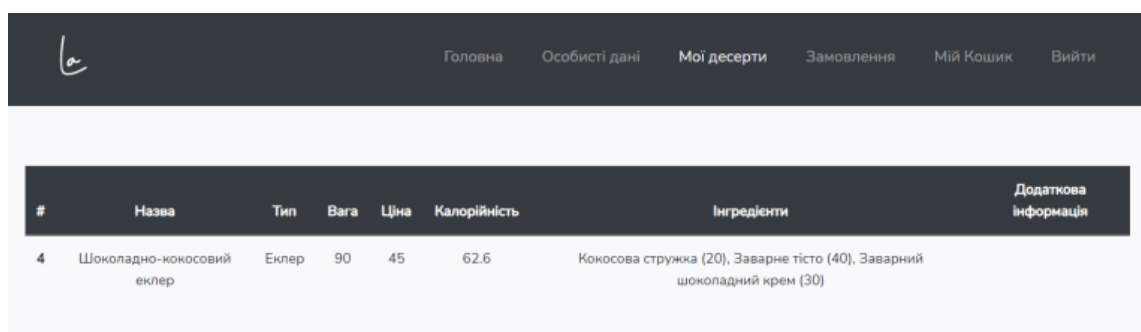 La
Головна Особисті дані Мої десерти Замовлення Мій Кошик Вийти
# Назва Тип Вага Ціна Калорійність Інгредієнти Додаткова інформація
4 Шоколадно-кокосовий еклер Еклер 90 45 62.6 Кокосова стружка (20), Заварне тісто (40), Заварний шоколадний крем (30)